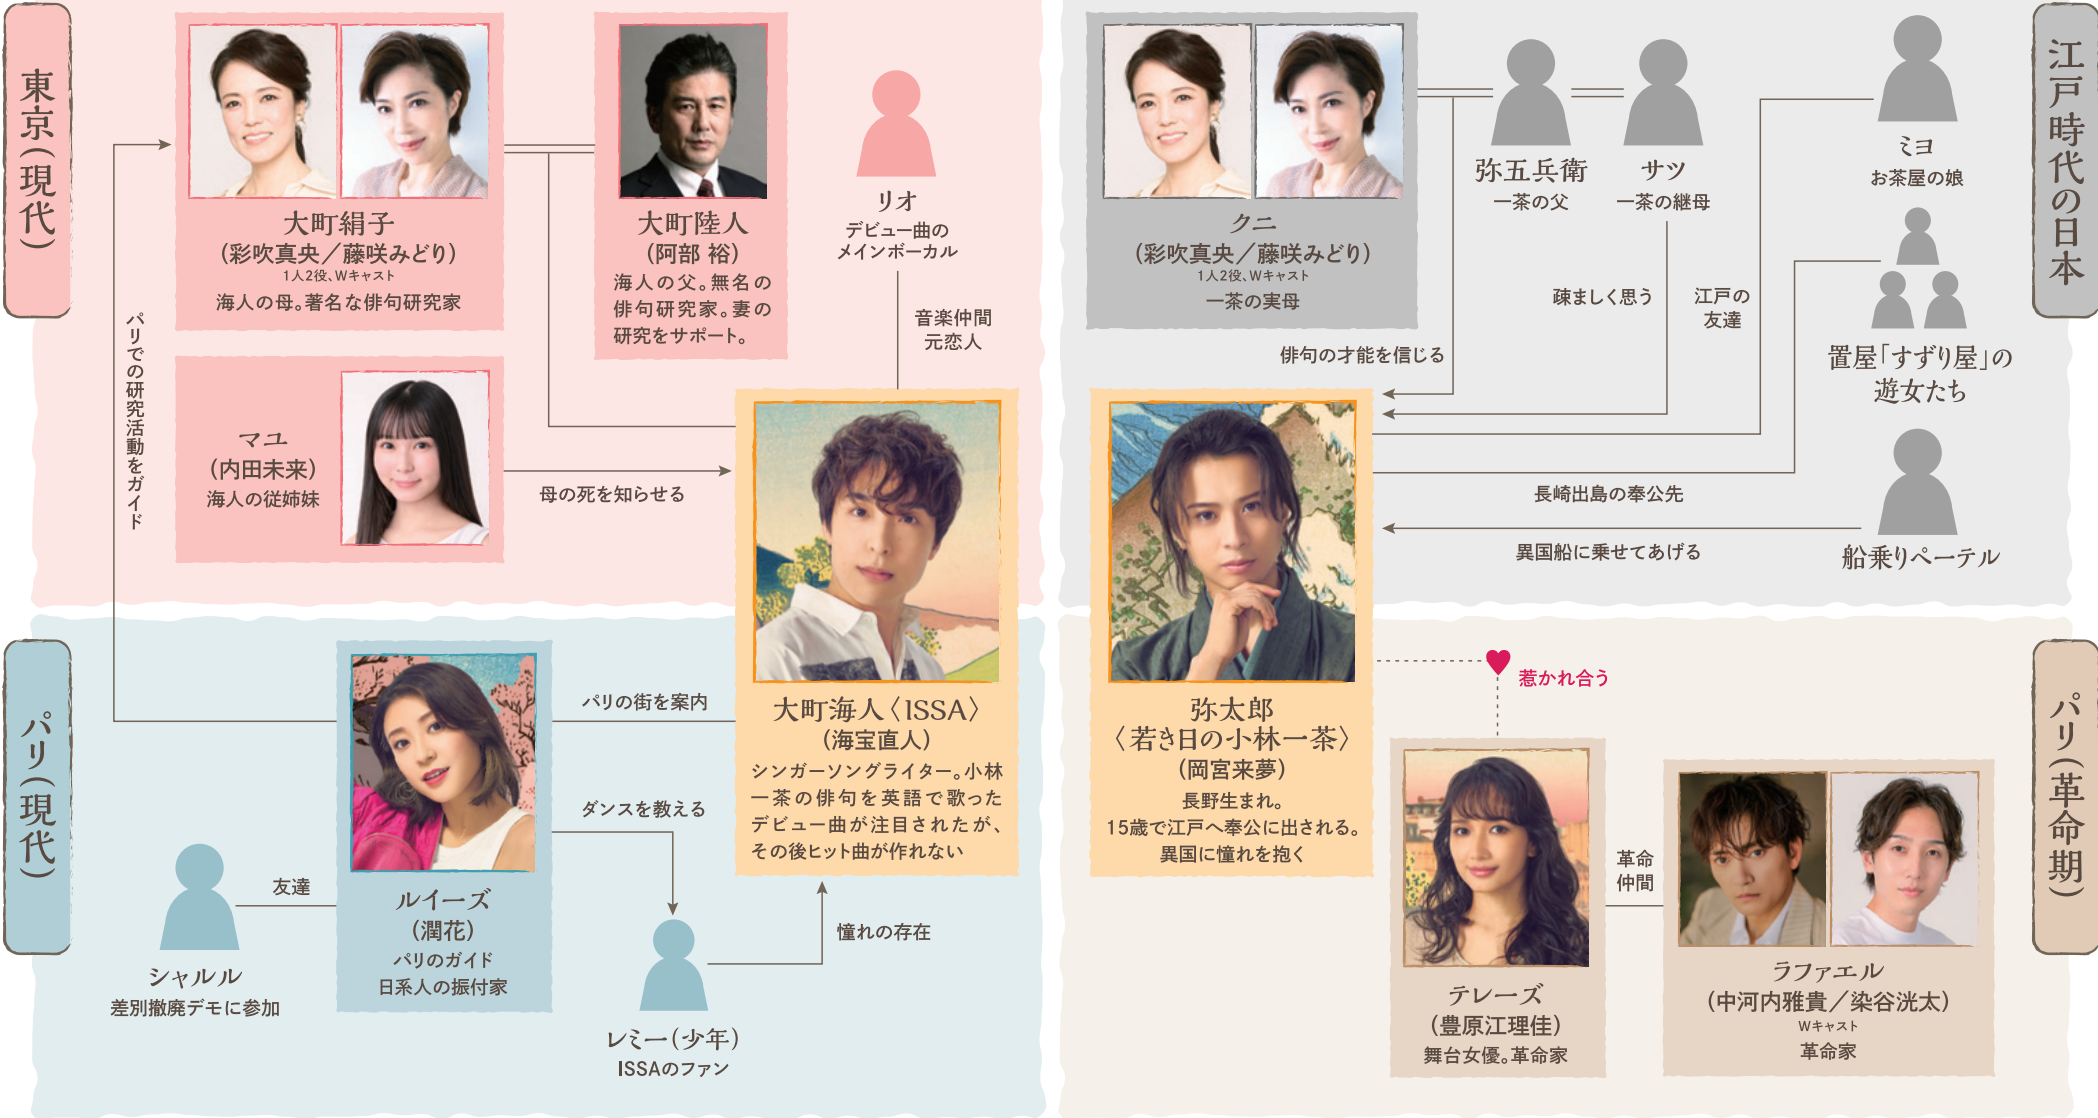 東京（現代）
大町絹子
（彩吹真央／藤咲みどり）
1人2役、Wキャスト
海人の母。著名な俳句研究家
大町陸人
（阿部 裕）
海人の父。無名の
俳句研究家。妻の
研究をサポート。
リオ
デビュー曲の
メインボーカル
音楽仲間
元恋人
パリでの研究活動をガイド
マユ
（内田未来）
海人の従姉妹
母の死を知らせる
大町海人〈ISSA〉
（海宝直人）
シンガーソングライター。小林
一茶の俳句を英語で歌った
デビュー曲が注目されたが、
その後ヒット曲が作れない
パリ（現代）
ルイーズ
（潤花）
パリのガイド
日系人の振付家
パリの街を案内
ダンスを教える
友達
シャルル
差別撤廃デモに参加
レミー（少年）
ISSAのファン
憧れの存在
江戸時代の日本
クニ
（彩吹真央／藤咲みどり）
1人2役、Wキャスト
一茶の実母
弥五兵衛
一茶の父
サツ
一茶の継母
ミヨ
お茶屋の娘
俳句の才能を信じる
疎ましく思う
江戸の
友達
置屋「すずり屋」の
遊女たち
長崎出島の奉公先
異国船に乗せてあげる
船乗りペーテル
弥太郎
〈若き日の小林一茶〉
（岡宮来夢）
長野生まれ。
15歳で江戸へ奉公に出される。
異国に憧れを抱く
パリ（革命期）
惹かれ合う
テレーズ
（豊原江理佳）
舞台女優。革命家
革命
仲間
ラファエル
（中河内雅貴／染谷洸太）
Wキャスト
革命家